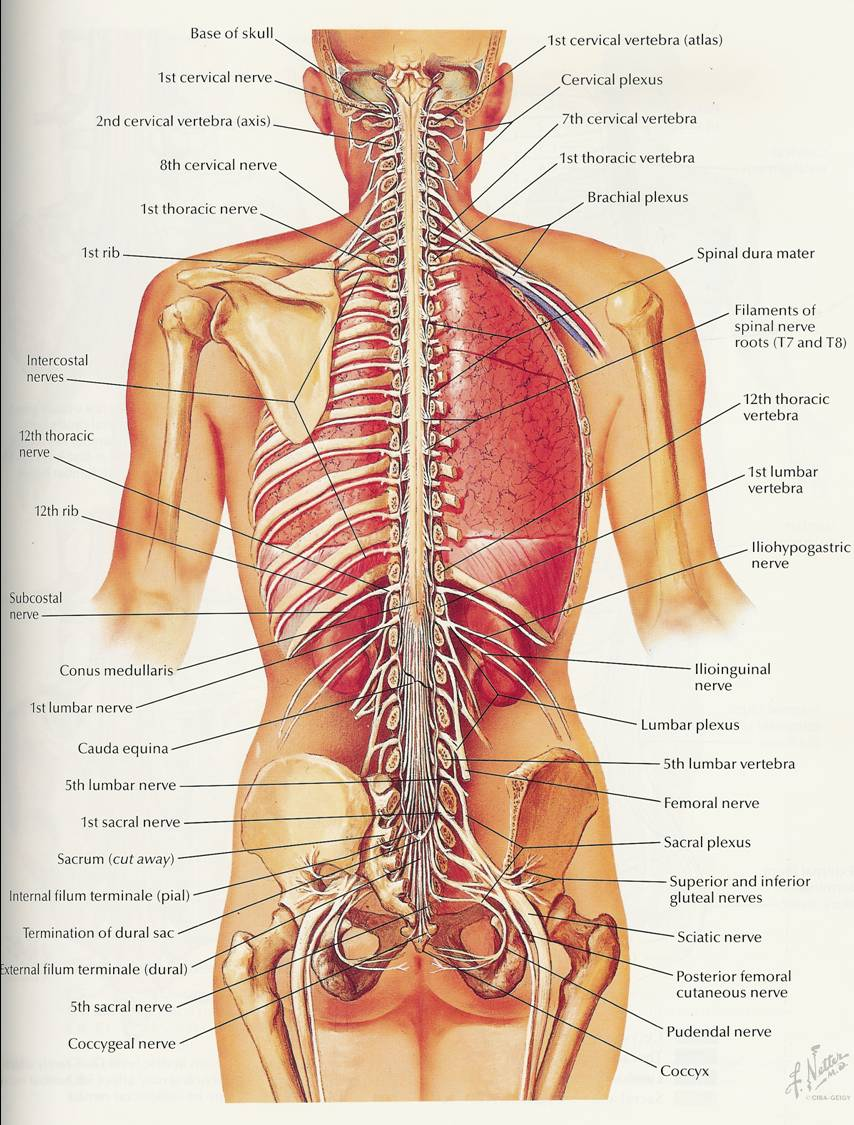 Base of skull
1st cervical nerve
2nd cervical vertebra (axis)
8th cervical nerve
1st thoracic nerve
1st rib
Intercostal
nerves
12th thoracic
nerve
12th rib
Subcostal
nerve
Conus medullaris
1st lumbar nerve
Cauda equina
5th lumbar nerve
1st sacral nerve
Sacrum (cut away)
Internal filum terminale (pial)
Termination of dural sac
External filum terminale (dural)
5th sacral nerve
Coccygeal nerve
1st cervical vertebra (atlas)
Cervical plexus
7th cervical vertebra
1st thoracic vertebra
Brachial plexus
Spinal dura mater
Filaments of
spinal nerve
roots (T7 and T8)
12th thoracic
vertebra
1st lumbar
vertebra
Iliohypogastric
nerve
Ilioinguinal
nerve
Lumbar plexus
5th lumbar vertebra
Femoral nerve
Sacral plexus
Superior and inferior
gluteal nerves
Sciatic nerve
Posterior femoral
cutaneous nerve
Pudendal nerve
Coccyx
F. Netter
M.D.
© CIBA-GEIGY